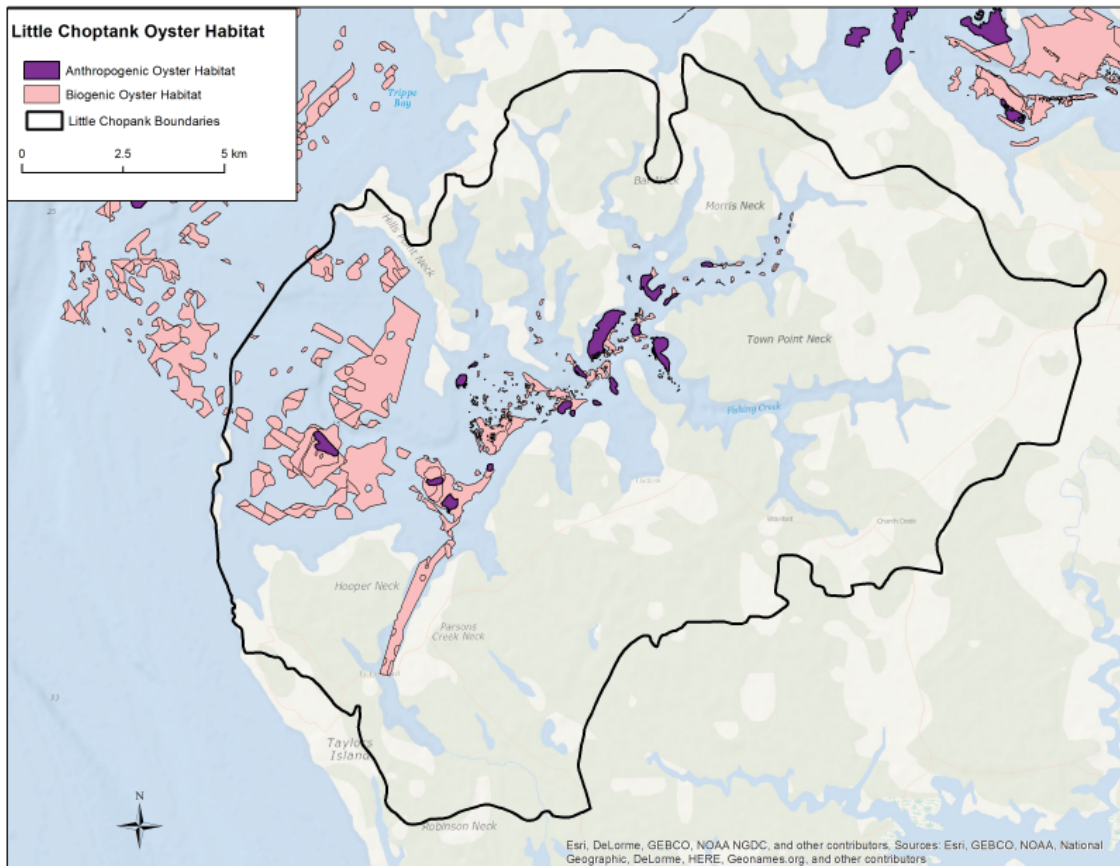 Little Choptank Oyster Habitat
Anthropogenic Oyster Habitat
Biogenic Oyster Habitat
Little Chopank Boundaries
0 2.5 5 km
Trippe
Bay
Hills Point Neck
Morris Neck
Town Point Neck
Fishing Creek
Hooper Neck
Parsons
Creek Neck
Taylors
Island
Robinson Neck
N
Esri, DeLorme, GEBCO, NOAA NGDC, and other contributors, Sources: Esri, GEBCO, NOAA, National
Geographic, DeLorme, HERE, Geonames.org, and other contributors